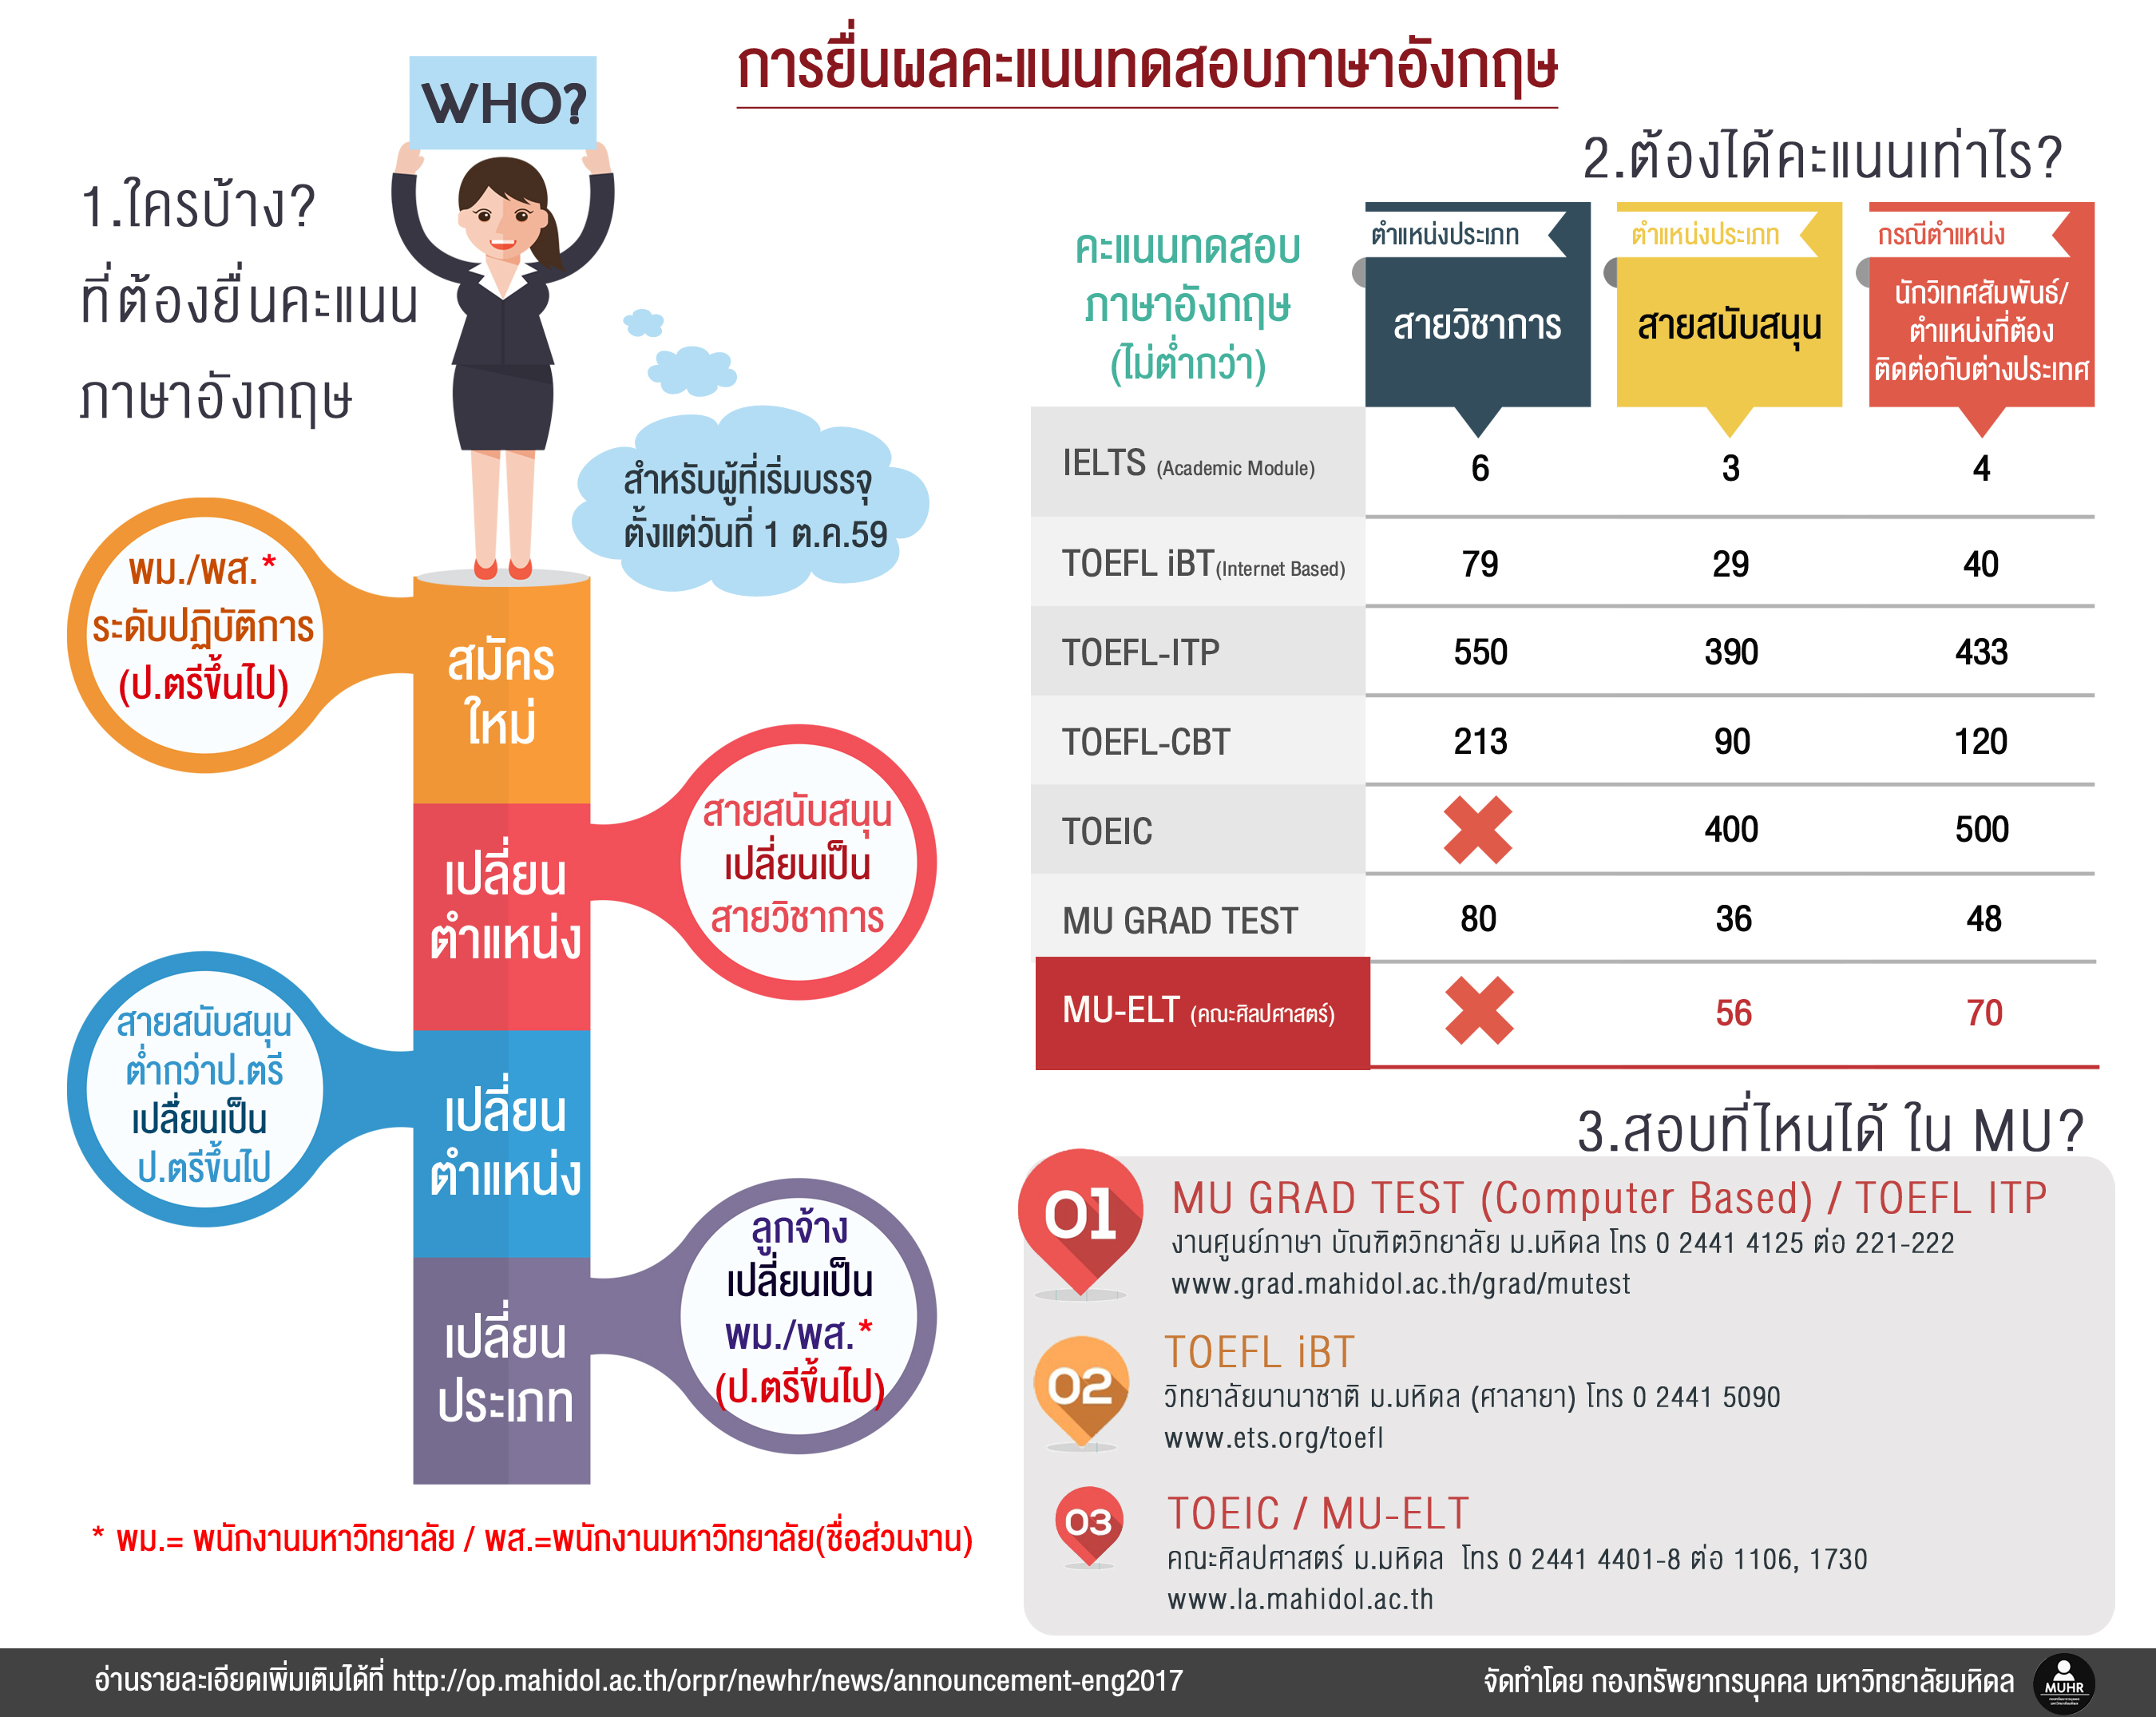 การยื่นผลคะแนนทดสอบภาษาอังกฤษ
WHO?
1.ใครบ้าง?
ที่ต้องยื่นคะแนน
ภาษาอังกฤษ
สำหรับผู้ที่เริ่มบรรจุ
ตั้งแต่วันที่ 1 ต.ค.59
พม./พส.*
ระดับปฏิบัติการ
(ป.ตรีขึ้นไป)
สมัคร
ใหม่
เปลี่ยน
ตำแหน่ง
สายสนับสนุน
เปลี่ยนเป็น
สายวิชาการ
สายสนับสนุน
ต่ำกว่าป.ตรี
เปลี่ยนเป็น
ป.ตรีขึ้นไป
เปลี่ยน
ตำแหน่ง
เปลี่ยน
ประเภท
ลูกจ้าง
เปลี่ยนเป็น
พม./พส.*
(ป.ตรีขึ้นไป)
* พม.= พนักงานมหาวิทยาลัย / พส.=พนักงานมหาวิทยาลัย(ชื่อส่วนงาน)
2.ต้องได้คะแนนเท่าไร?
คะแนนทดสอบ
ภาษาอังกฤษ
(ไม่ต่ำกว่า)
ตำแหน่งประเภท
สายวิชาการ
ตำแหน่งประเภท
สายสนับสนุน
กรณีตำแหน่ง
นักวิเทศสัมพันธ์/
ตำแหน่งที่ต้อง
ติดต่อกับต่างประเทศ
IELTS (Academic Module) 6 3 4
TOEFL iBT(Internet Based) 79 29 40
TOEFL-ITP 550 390 433
TOEFL-CBT 213 90 120
TOEIC 400 500
MU GRAD TEST 80 36 48
MU-ELT (คณะศิลปศาสตร์) 56 70
3.สอบที่ไหนได้ ใน MU?
01
MU GRAD TEST (Computer Based) / TOEFL ITP
งานศูนย์ภาษา บัณฑิตวิทยาลัย ม.มหิดล โทร 0 2441 4125 ต่อ 221-222
www.grad.mahidol.ac.th/grad/mutest
02
TOEFL iBT
วิทยาลัยนานาชาติ ม.มหิดล (ศาลายา) โทร 0 2441 5090
www.ets.org/toefl
03
TOEIC / MU-ELT
คณะศิลปศาสตร์ ม.มหิดล โทร 0 2441 4401-8 ต่อ 1106, 1730
www.la.mahidol.ac.th
อ่านรายละเอียดเพิ่มเติมได้ที่ http://op.mahidol.ac.th/orpr/newhr/news/announcement-eng2017
จัดทำโดย กองทรัพยากรบุคคล มหาวิทยาลัยมหิดล
MUHR